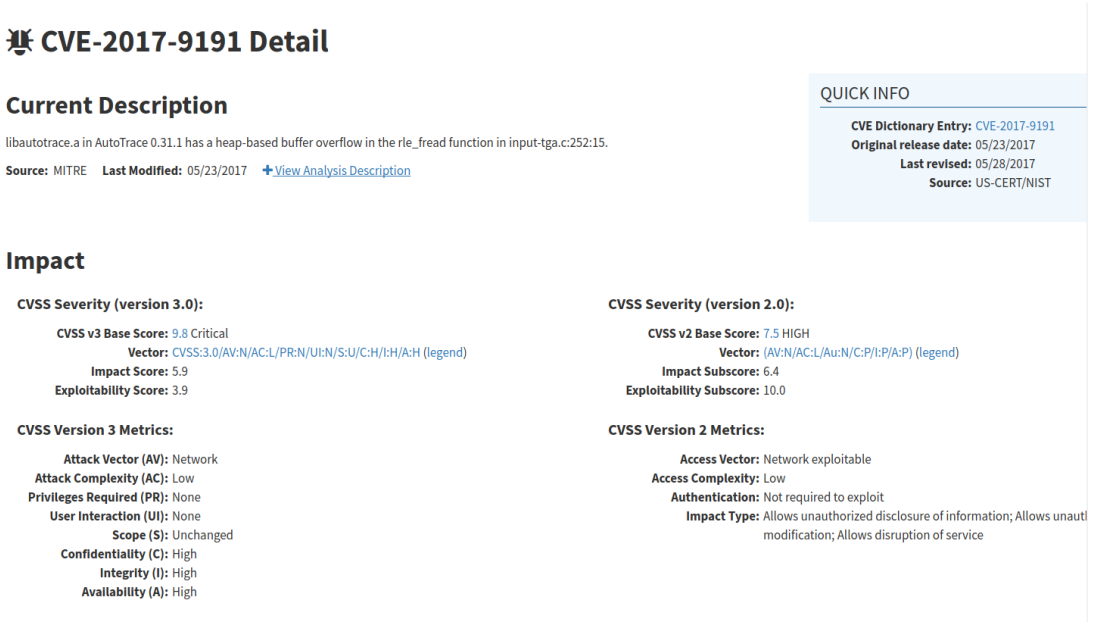 CVE-2017-9191 Detail
Current Description
libautotrace.a in AutoTrace 0.31.1 has a heap-based buffer overflow in the rle_fread function in input-tga.c:252:15.
Source: MITRE Last Modified: 05/23/2017 +View Analysis Description
QUICK INFO
CVE Dictionary Entry: CVE-2017-9191
Original release date: 05/23/2017
Last revised: 05/28/2017
Source: US-CERT/NIST
Impact
CVSS Severity (version 3.0):
CVSS v3 Base Score: 9.8 Critical
Vector: CVSS:3.0/AV:N/AC:L/PR:N/UI:N/S:U/C:H/I:H/A:H (legend)
Impact Score: 5.9
Exploitability Score: 3.9
CVSS Version 3 Metrics:
Attack Vector (AV): Network
Attack Complexity (AC): Low
Privileges Required (PR): None
User Interaction (UI): None
Scope (S): Unchanged
Confidentiality (C): High
Integrity (I): High
Availability (A): High
CVSS Severity (version 2.0):
CVSS v2 Base Score: 7.5 HIGH
Vector: (AV:N/AC:L/Au:N/C:P/I:P/A:P) (legend)
Impact Subscore: 6.4
Exploitability Subscore: 10.0
CVSS Version 2 Metrics:
Access Vector: Network exploitable
Access Complexity: Low
Authentication: Not required to exploit
Impact Type: Allows unauthorized disclosure of information; Allows
modification; Allows disruption of service